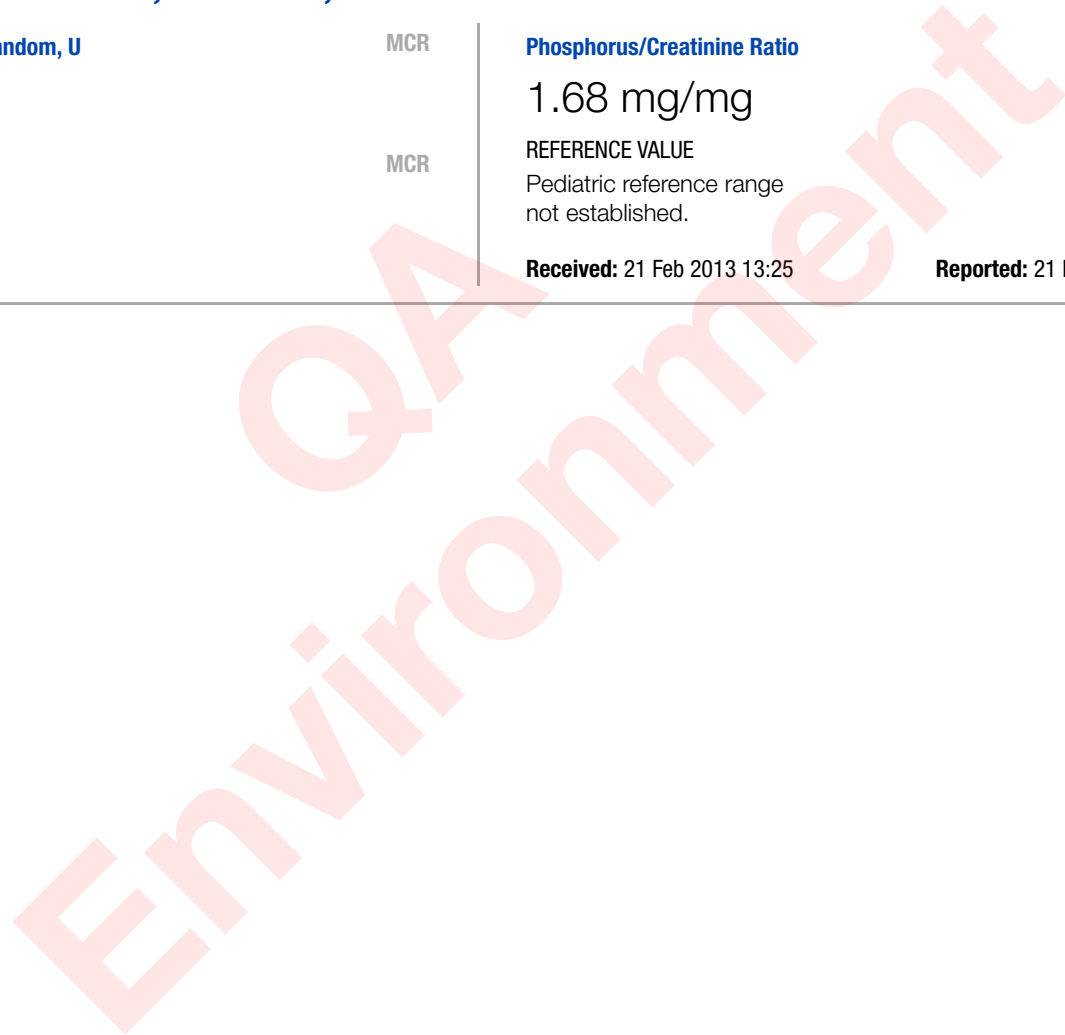 ndom, U
MCR
MCR
Phosphorus/Creatinine Ratio
1.68 mg/mg
REFERENCE VALUE
Pediatric reference range
not established.
Received: 21 Feb 2013 13:25
Reported: 21
QA
Environment